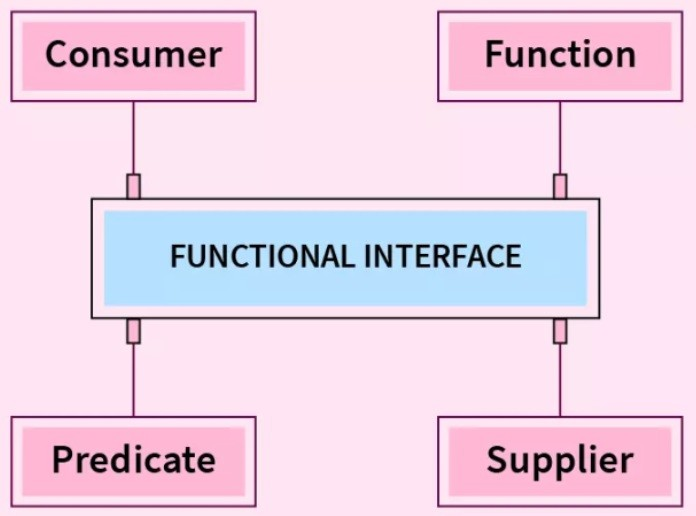 Consumer
Function
FUNCTIONAL INTERFACE
Predicate
Supplier